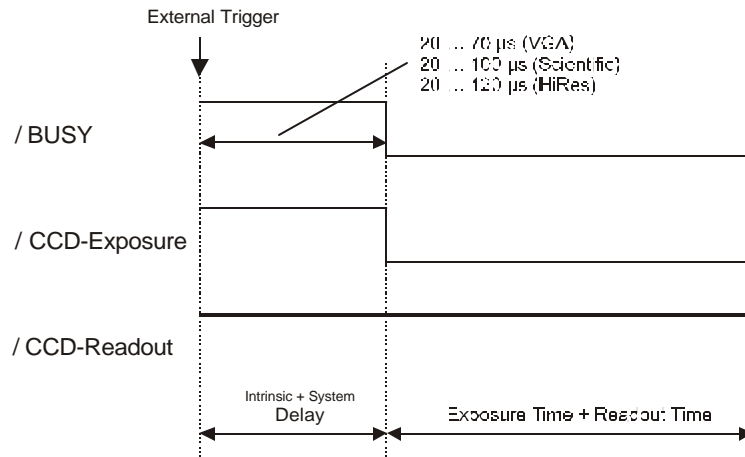 External Trigger
20 ... 70 µs (VGA)
20 ... 100 µs (Scientific)
20 ... 120 µs (HiRes)
/ BUSY
/ CCD-Exposure
/ CCD-Readout
Intrinsic + System
Delay
Exposure Time + Readout Time